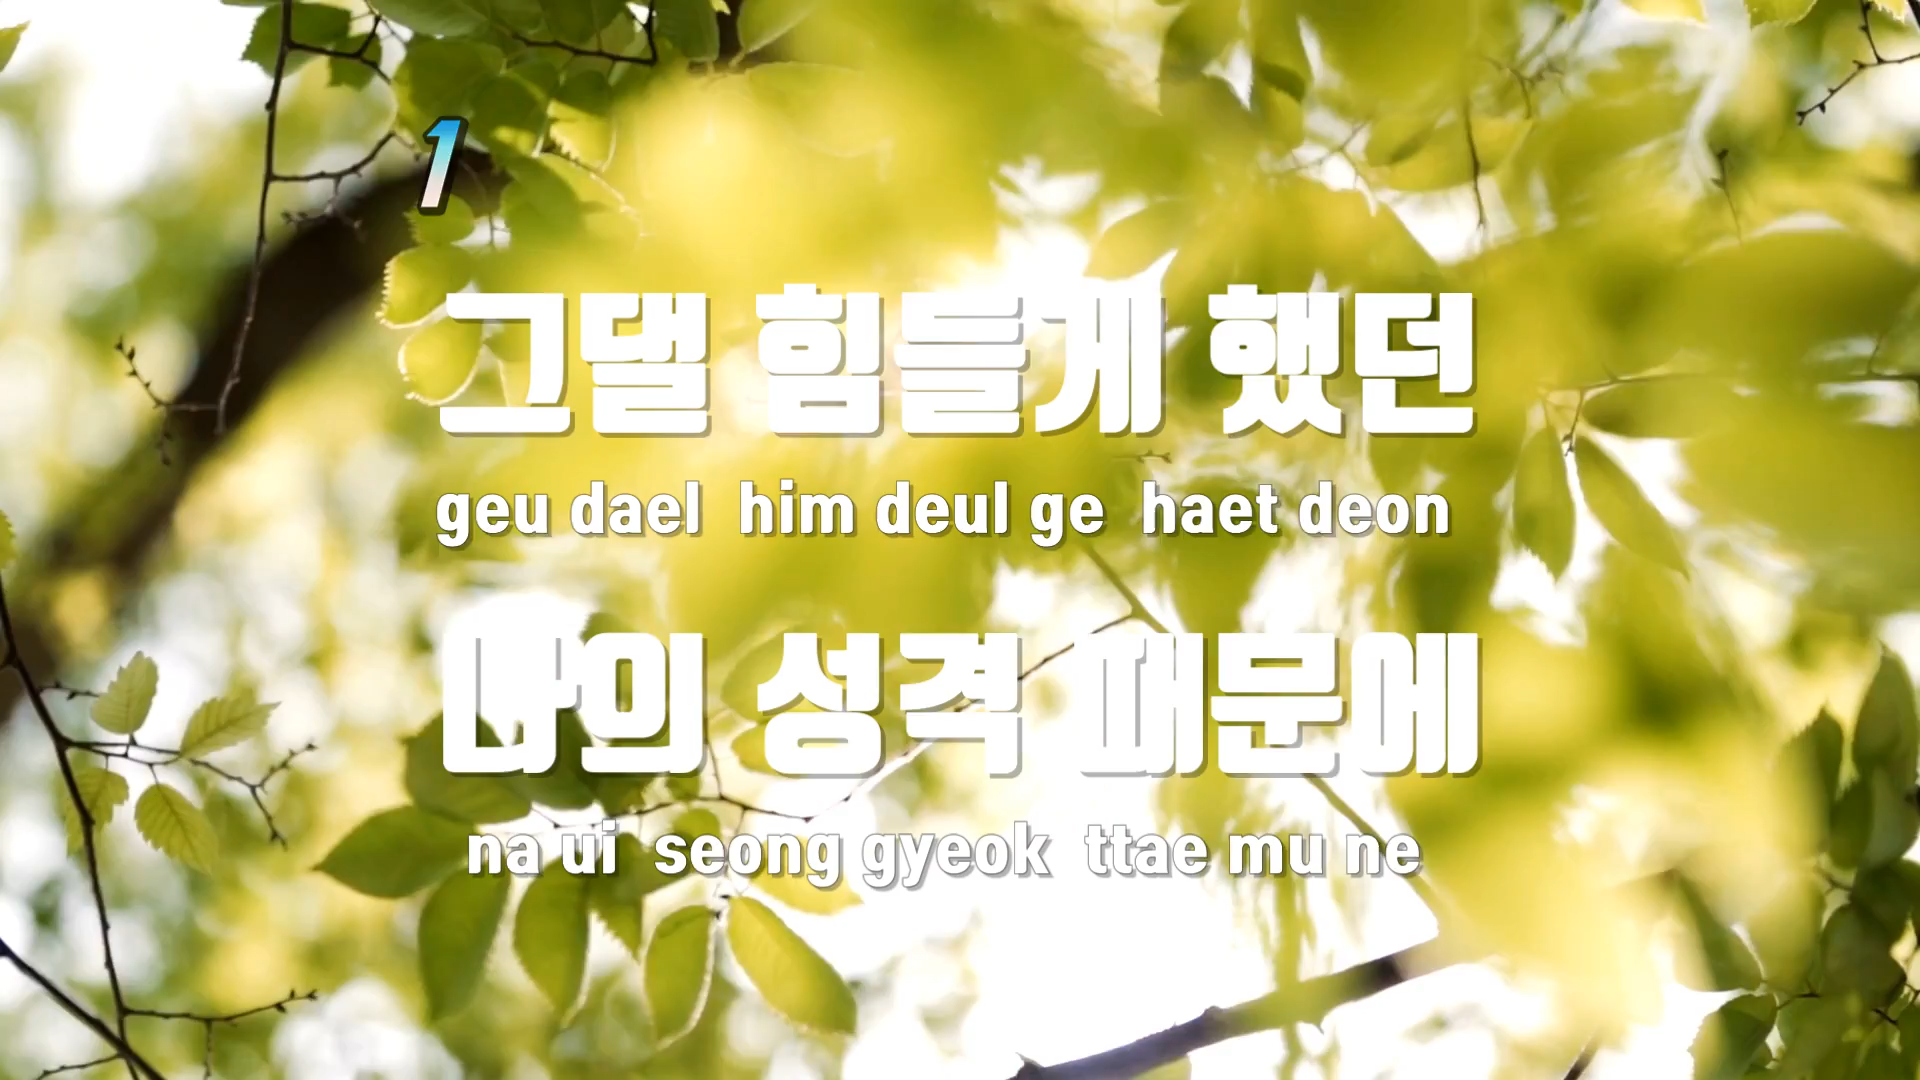 1
그댈 힘들게 했던
geu dael him deul ge haet deon
나의 성격 때문에
na ui seong gyeok ttae mu ne